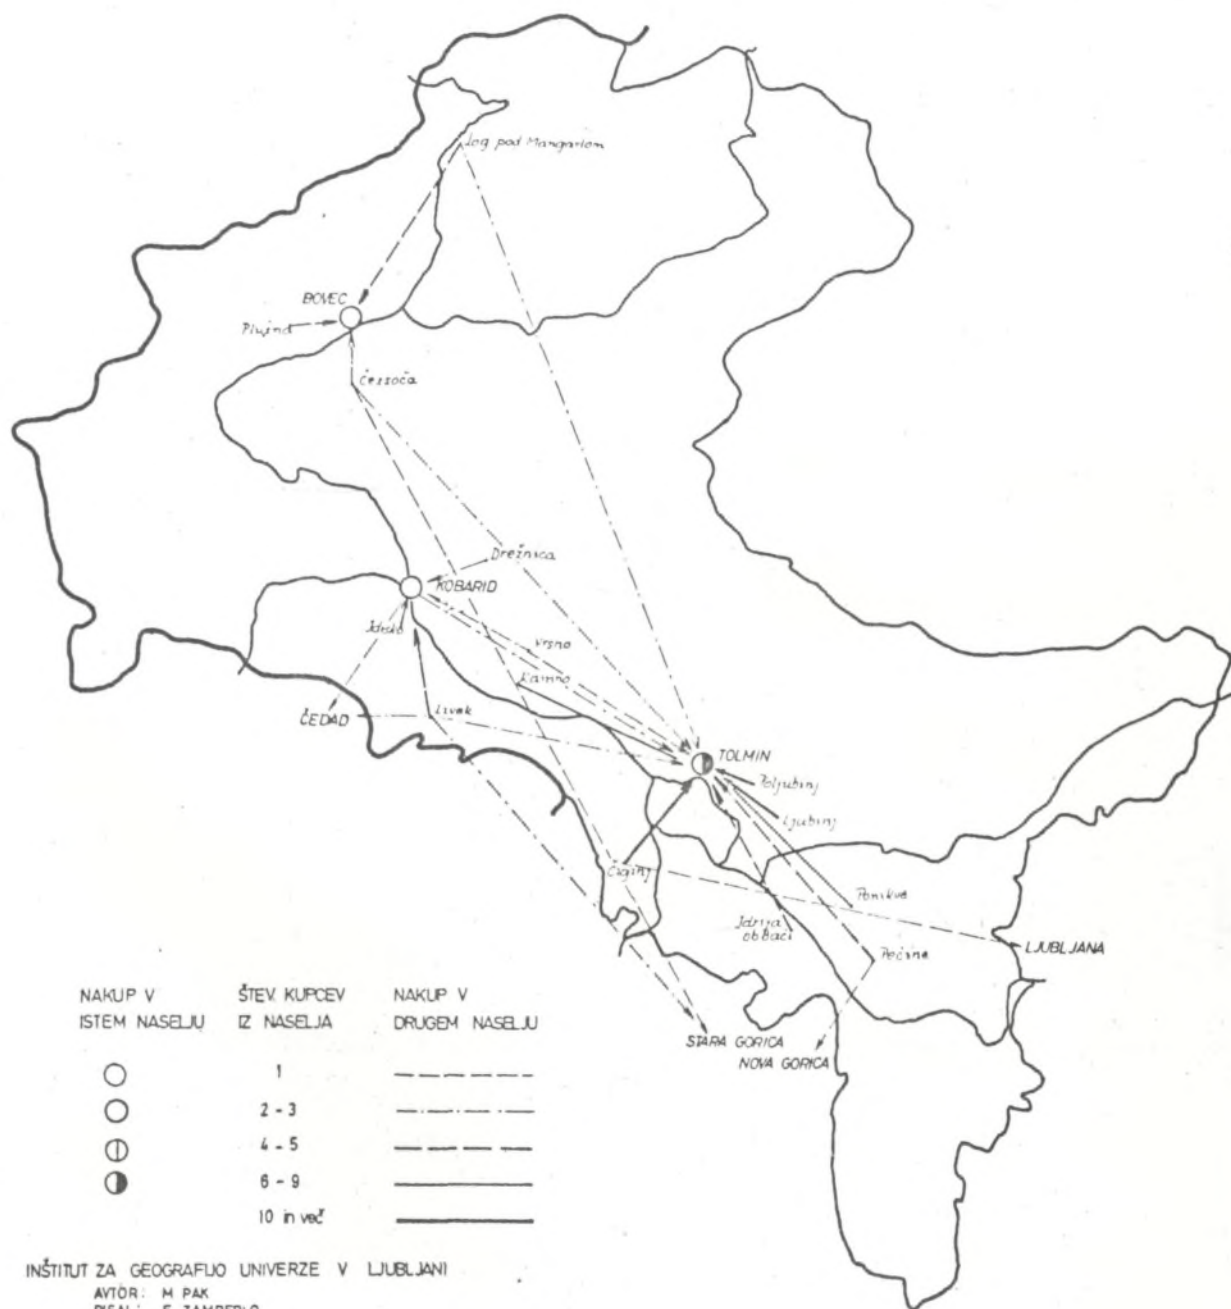 Log pod Mangartom
BOVEC
Plužna
Čezsoča
Drežnica
KOBARID
Idrsko
Vrsno
Kamno
ČEDAD
Livek
TOLMIN
Poljubinj
Ljubinj
Čiginj
Ponikve
Idrija
ob Bači
Pečine
LJUBLJANA
STARA GORICA
NOVA GORICA
NAKUP V ŠTEV. KUPCEV NAKUP V
ISTEM NASELJU IZ NASELJA DRUGEM NASELJU
1
2 - 3
4 - 5
6 - 9
10 in več
INŠTITUT ZA GEOGRAFIJO UNIVERZE V LJUBLJANI
AVTOR: M PAK